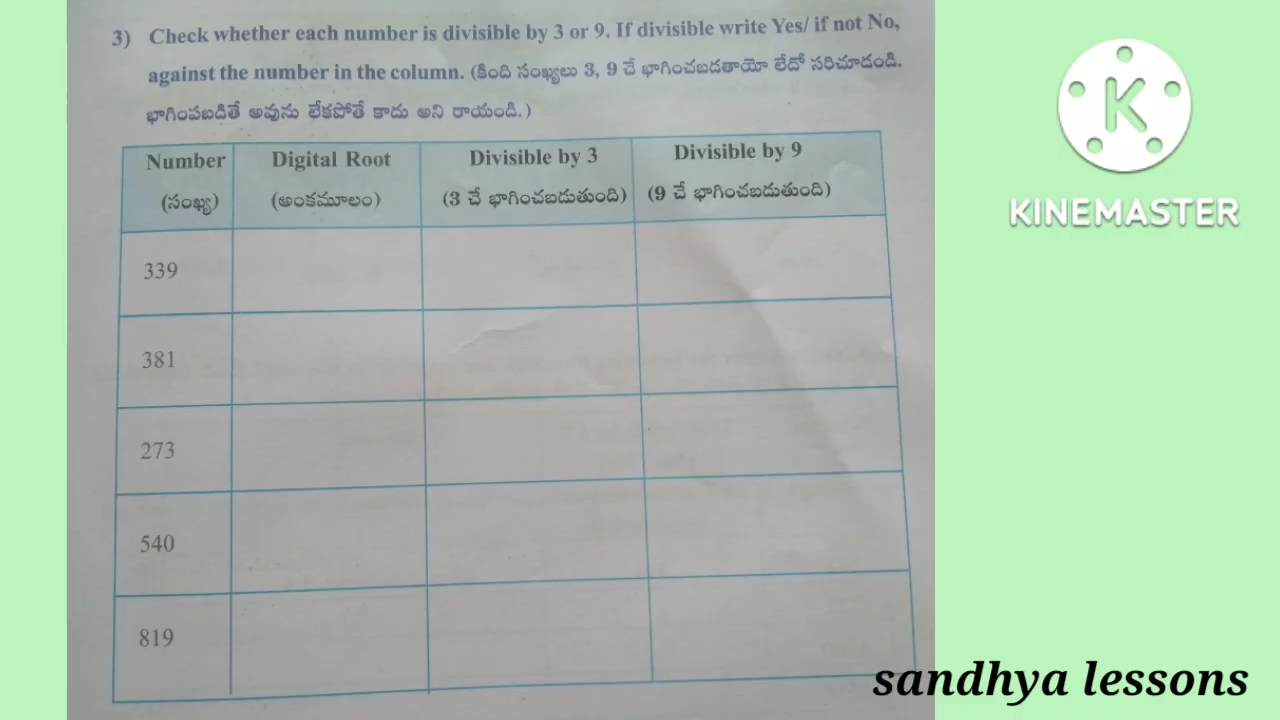 3) Check whether each number is divisible by 3 or 9. If divisible write Yes/ if not No,
against the number in the column. (కింది సంఖ్యలు 3, 9 చే భాగించబడతాయో లేదో సరిచూడండి.
భాగింపబడితే అవును లేకపోతే కాదు అని రాయండి.)
Number Digital Root Divisible by 3 Divisible by 9
(సంఖ్య) (అంకమూలం) (3 చే భాగించబడుతుంది) (9 చే భాగించబడుతుంది)
339
381
273
540
819
K
KINEMASTER
sandhya lessons